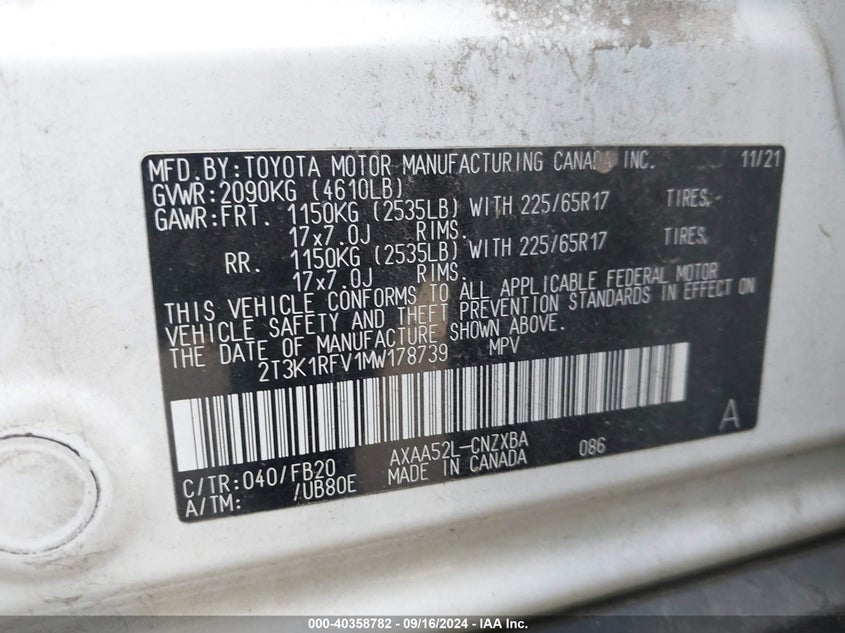 MFD.BY:TOYOTA MOTOR MANUFACTURING CANADA INC. 11/21
GVWR:2090KG (4610LB)
GAWR:FRT. 1150KG (2535LB) WITH 225/65R17 TIRES,
17x7.0J RIMS.
RR. 1150KG (2535LB) WITH 225/65R17 TIRES,
17x7.0J RIMS.
THIS VEHICLE CONFORMS TO ALL APPLICABLE FEDERAL MOTOR
VEHICLE SAFETY AND THEFT PREVENTION STANDARDS IN EFFECT ON
THE DATE OF MANUFACTURE SHOWN ABOVE.
2T3K1RFV1MW178739 MPV
A
C/TR:040/FB20 AXAA52L-CNZXBA 086
A/TM: /UB80E MADE IN CANADA
000-40358782 - 09/16/2024 - IAA Inc.